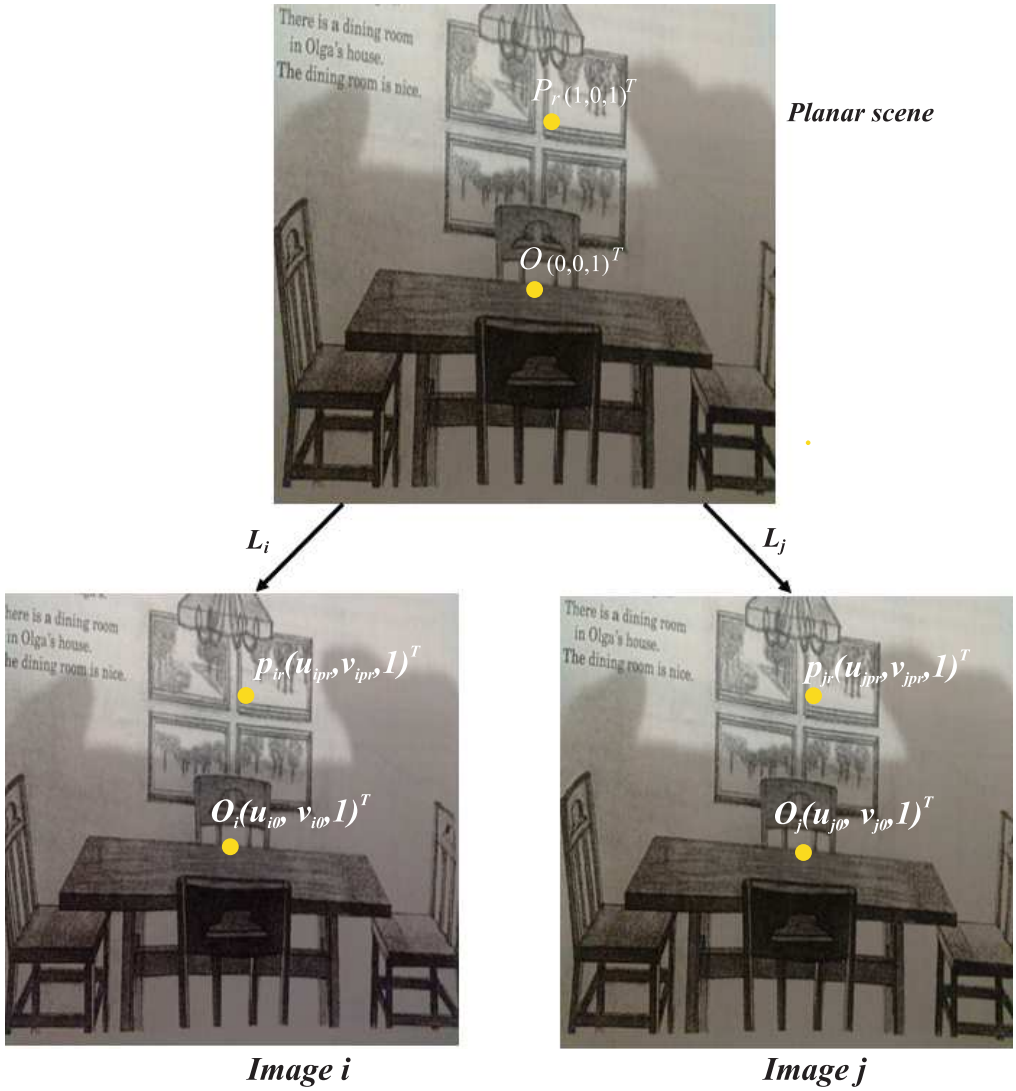 There is a dining room
in Olga's house.
The dining room is nice.
P_r (1,0,1)^T
Planar scene
O (0,0,1)^T
L_i
L_j
here is a dining room
in Olga's house.
he dining room is nice.
p_ir(u_ipr,v_ipr,1)^T
O_i(u_i0, v_i0,1)^T
Image i
There is a dining room
in Olga's house.
The dining room is nice.
p_jr(u_jpr,v_jpr,1)^T
O_j(u_j0, v_j0,1)^T
Image j